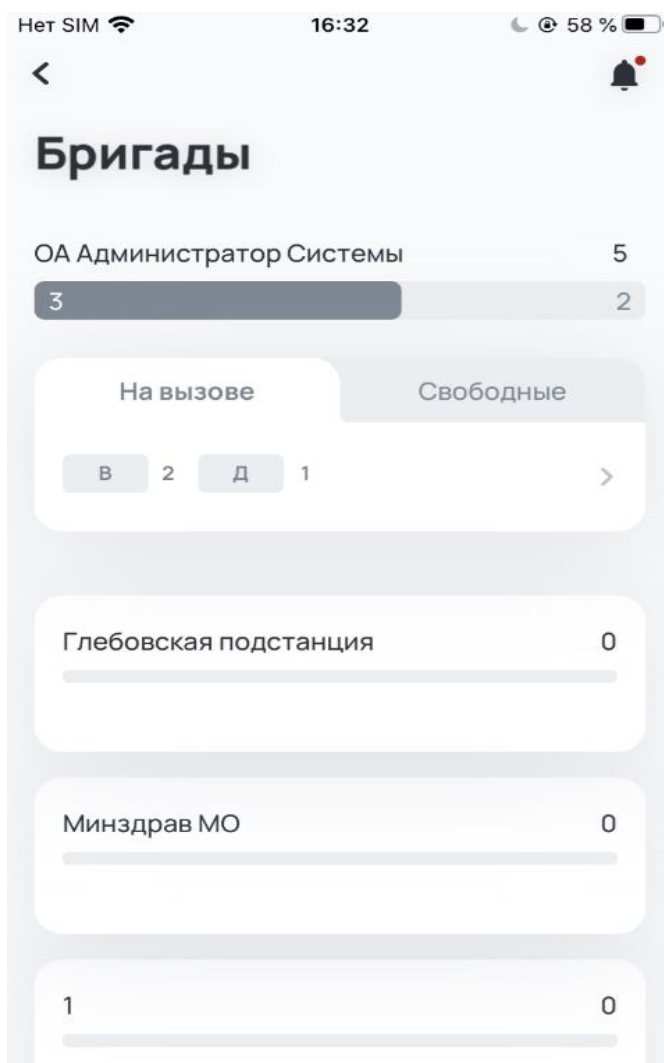 Нет SIM 16:32 58 %
Бригады
ОА Администратор Системы 5
3 2
На вызове Свободные
В 2 Д 1
Глебовская подстанция 0
Минздрав МО 0
1 0